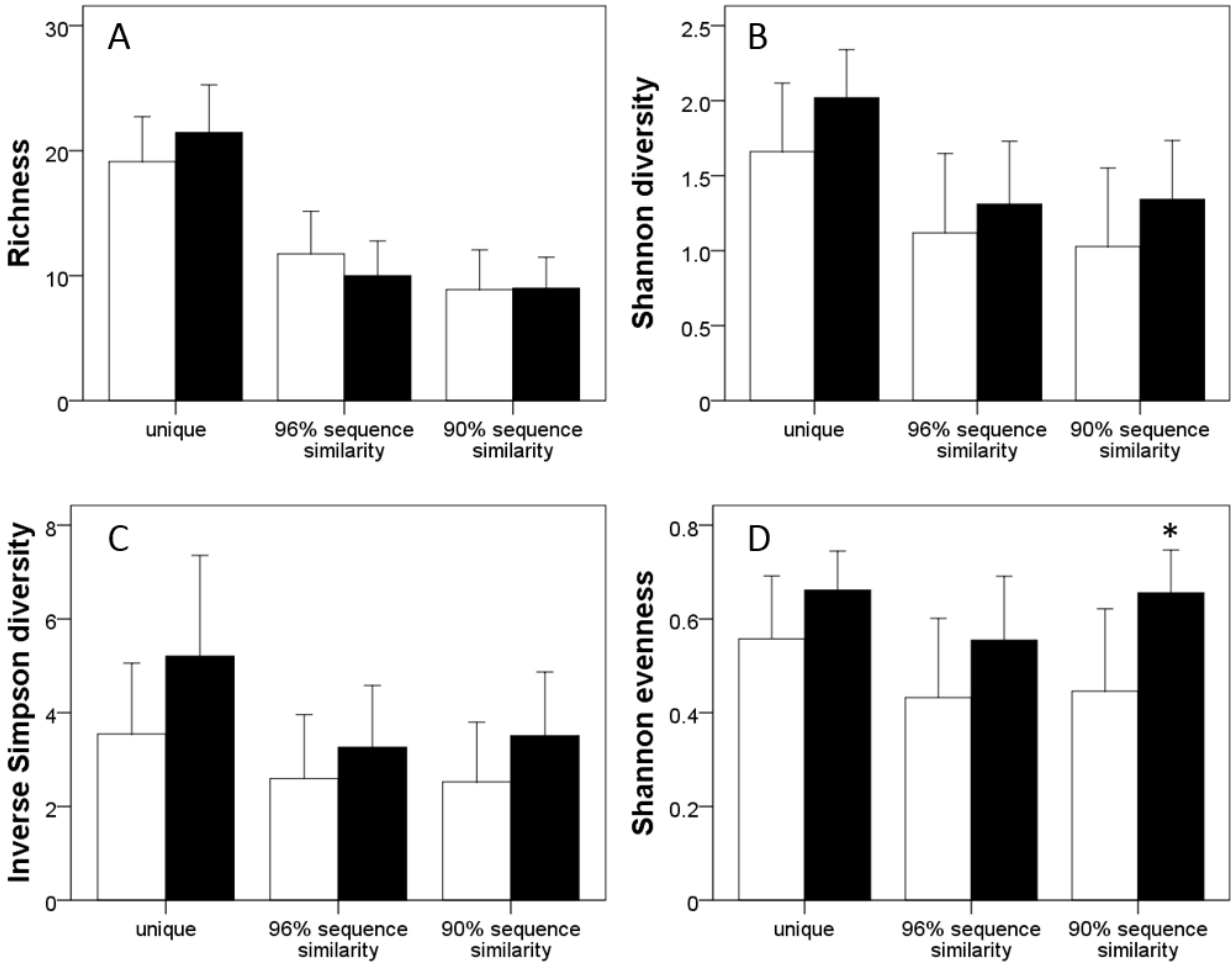 A
Richness
30
20
10
0
unique
96% sequence
similarity
90% sequence
similarity
B
Shannon diversity
2.5
2.0
1.5
1.0
0.5
0
unique
96% sequence
similarity
90% sequence
similarity
C
Inverse Simpson diversity
8
6
4
2
0
unique
96% sequence
similarity
90% sequence
similarity
D
*
Shannon evenness
0.8
0.6
0.4
0.2
0
unique
96% sequence
similarity
90% sequence
similarity